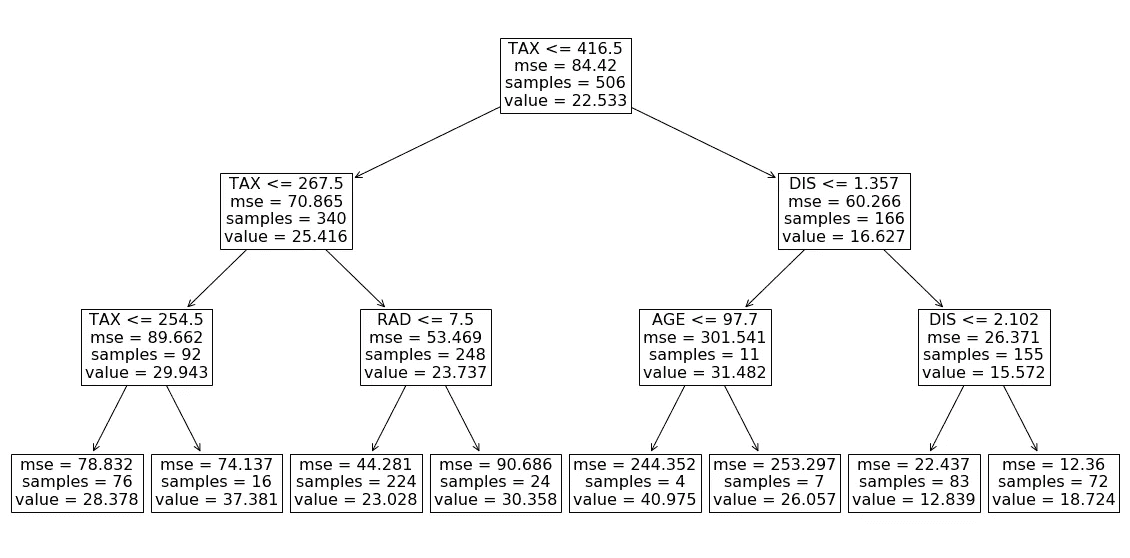 TAX <= 416.5
mse = 84.42
samples = 506
value = 22.533
TAX <= 267.5
mse = 70.865
samples = 340
value = 25.416
DIS <= 1.357
mse = 60.266
samples = 166
value = 16.627
TAX <= 254.5
mse = 89.662
samples = 92
value = 29.943
RAD <= 7.5
mse = 53.469
samples = 248
value = 23.737
AGE <= 97.7
mse = 301.541
samples = 11
value = 31.482
DIS <= 2.102
mse = 26.371
samples = 155
value = 15.572
mse = 78.832
samples = 76
value = 28.378
mse = 74.137
samples = 16
value = 37.381
mse = 44.281
samples = 224
value = 23.028
mse = 90.686
samples = 24
value = 30.358
mse = 244.352
samples = 4
value = 40.975
mse = 253.297
samples = 7
value = 26.057
mse = 22.437
samples = 83
value = 12.839
mse = 12.36
samples = 72
value = 18.724